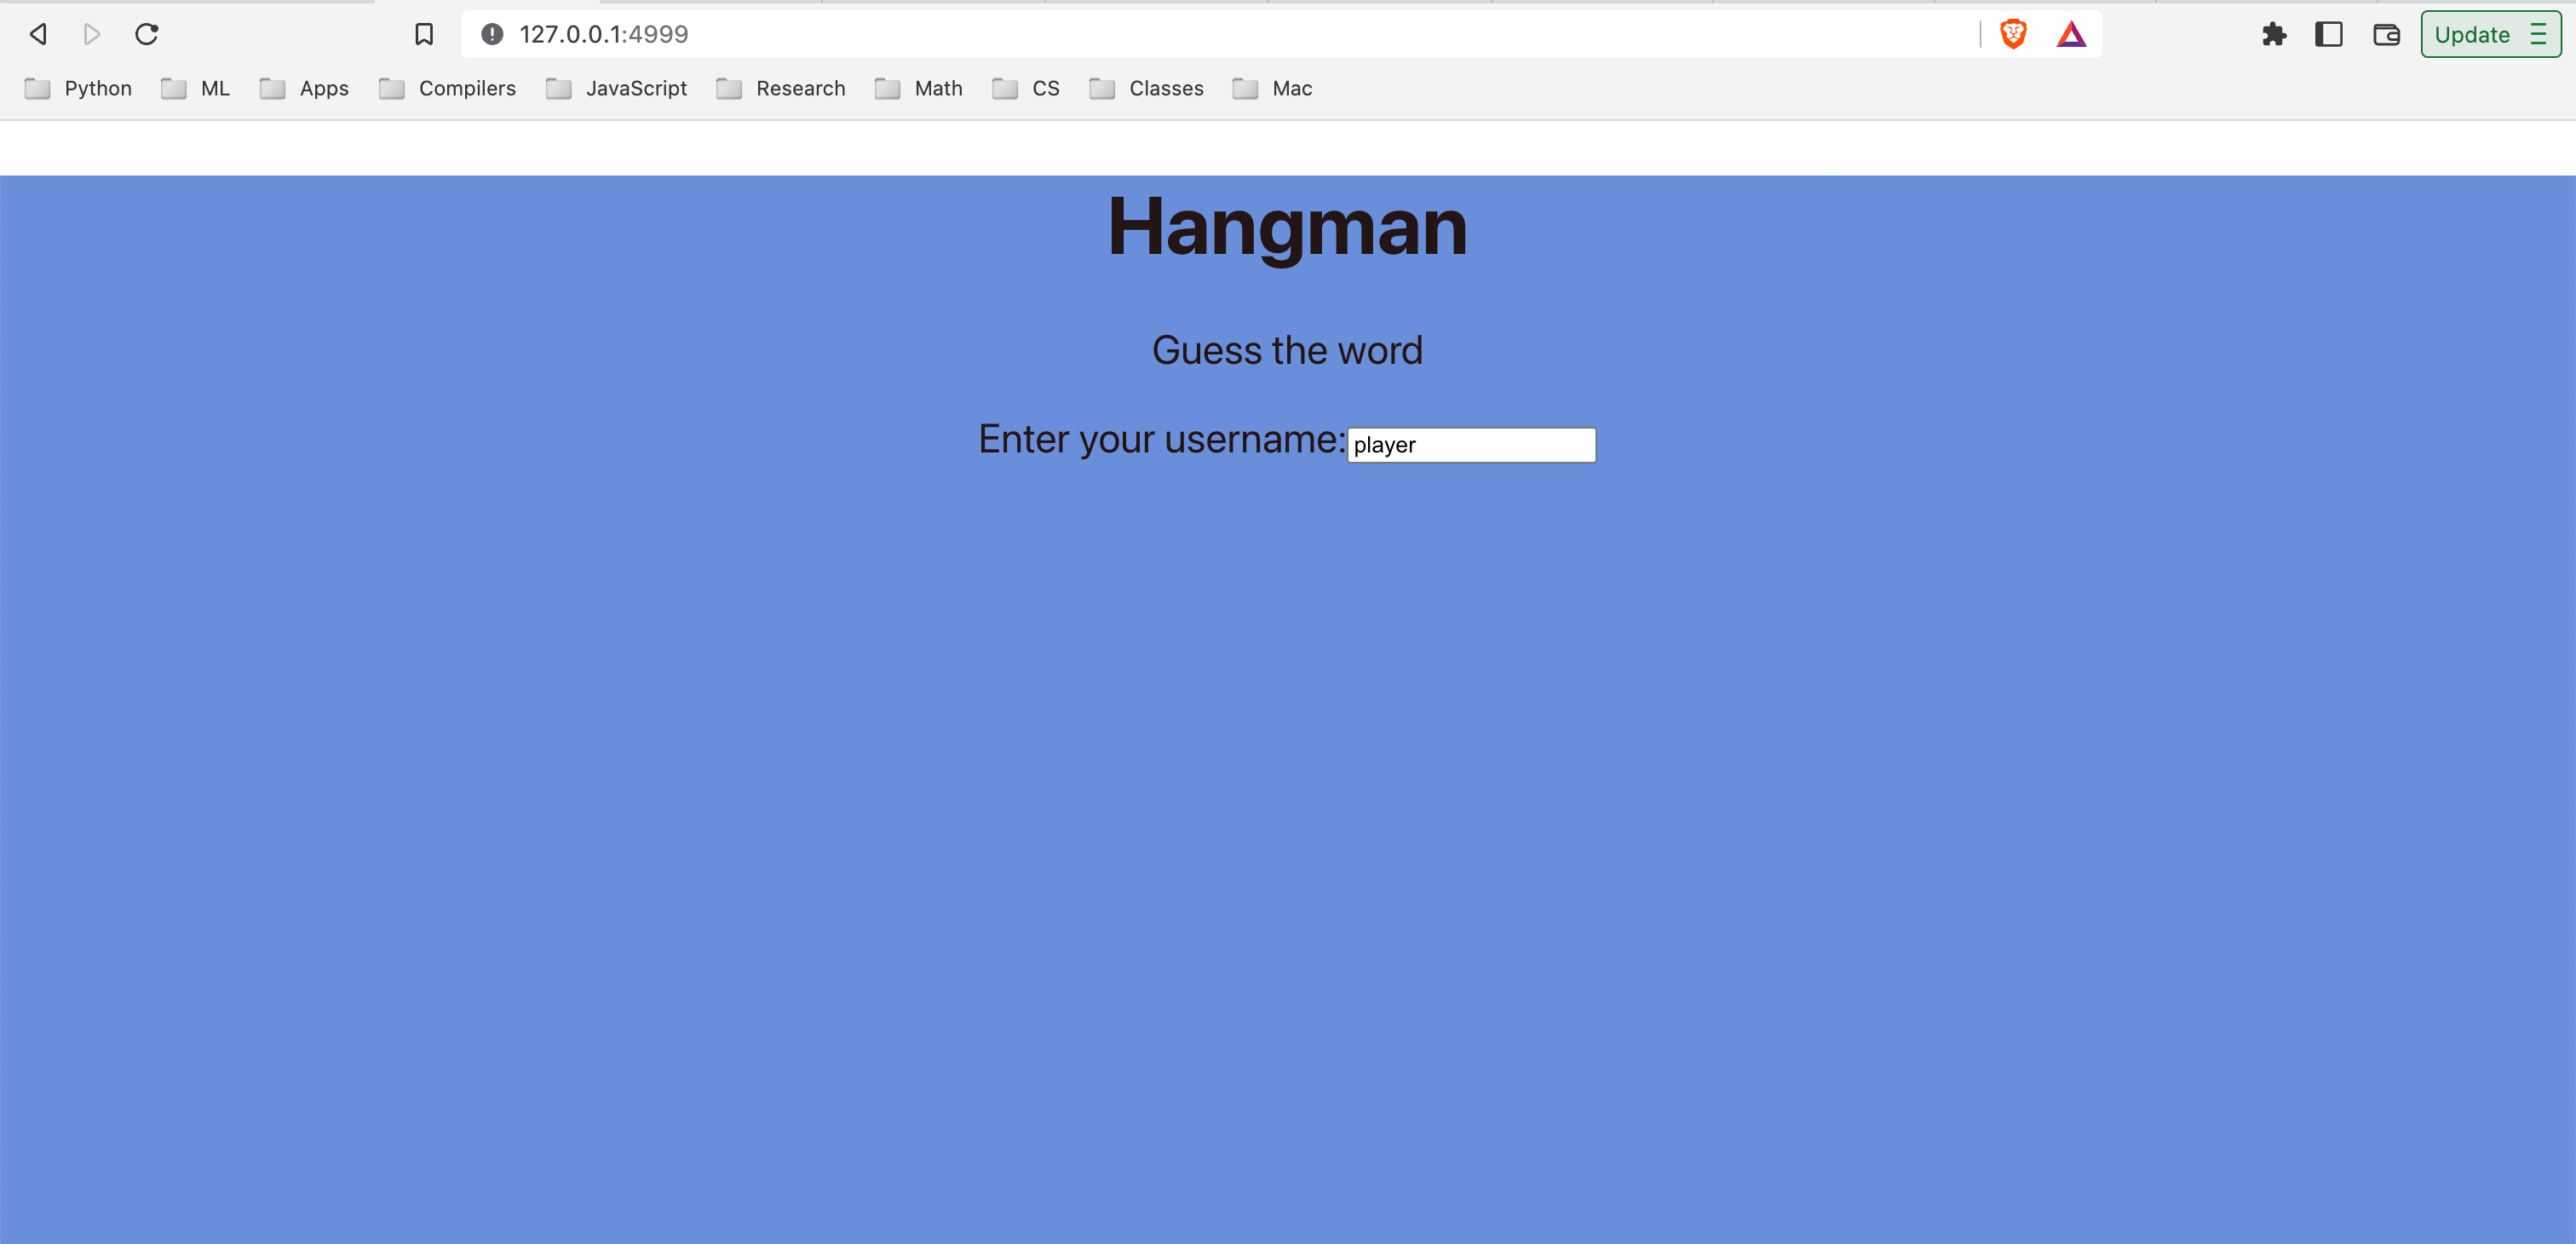 127.0.0.1:4999
Update
Python ML Apps Compilers JavaScript Research Math CS Classes Mac
Hangman
Guess the word
Enter your username: player